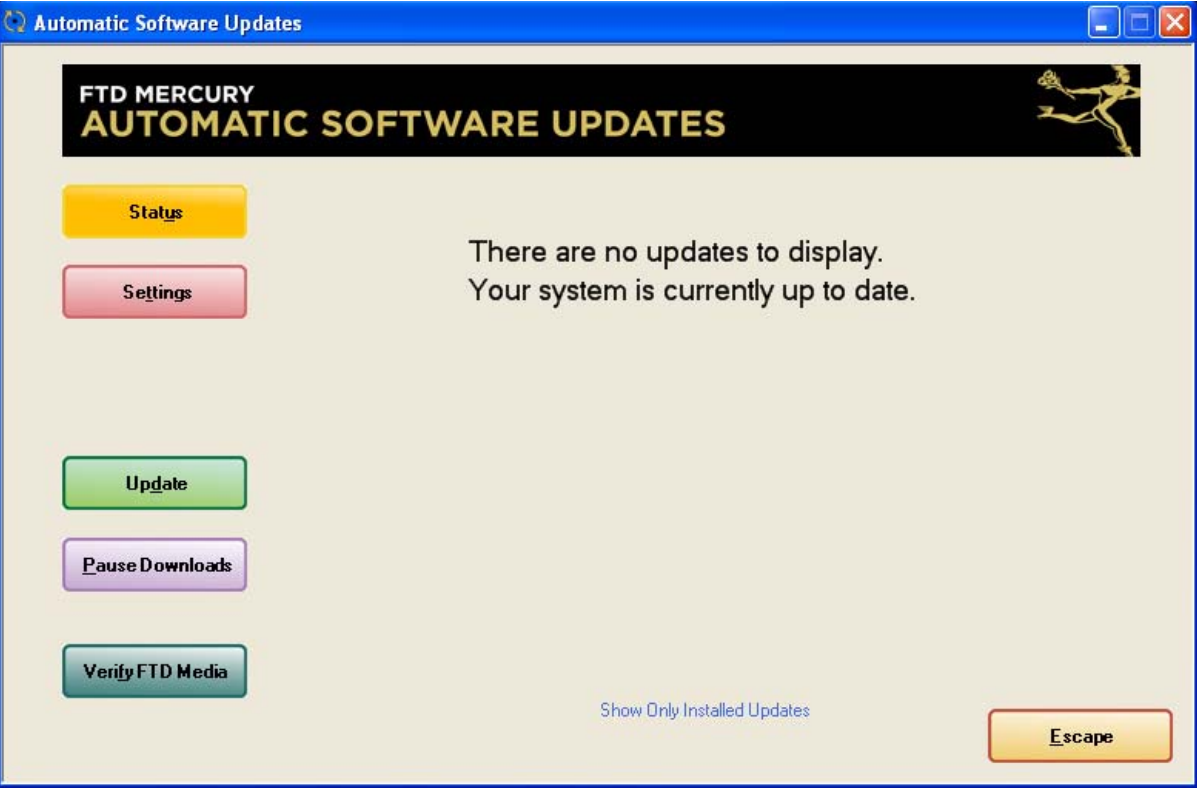 Automatic Software Updates
FTD MERCURY
AUTOMATIC SOFTWARE UPDATES
Status
Settings
There are no updates to display.
Your system is currently up to date.
Update
Pause Downloads
Verify FTD Media
Show Only Installed Updates
Escape